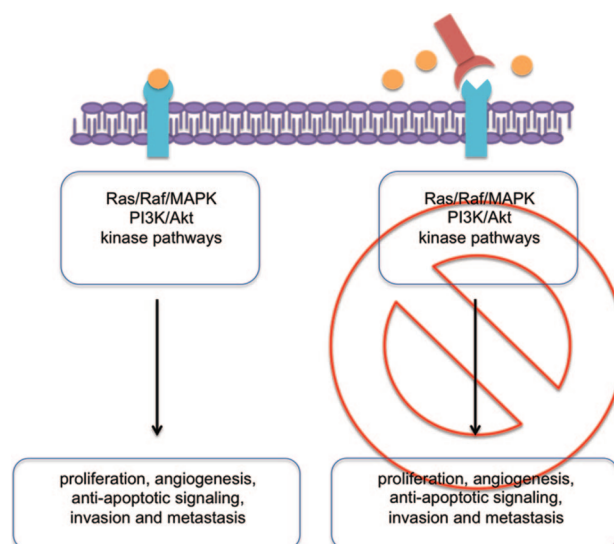 Ras/Raf/MAPK
PI3K/Akt
kinase pathways
Ras/Raf/MAPK
PI3K/Akt
kinase pathways
proliferation, angiogenesis,
anti-apoptotic signaling,
invasion and metastasis
proliferation, angiogenesis,
anti-apoptotic signaling,
invasion and metastasis